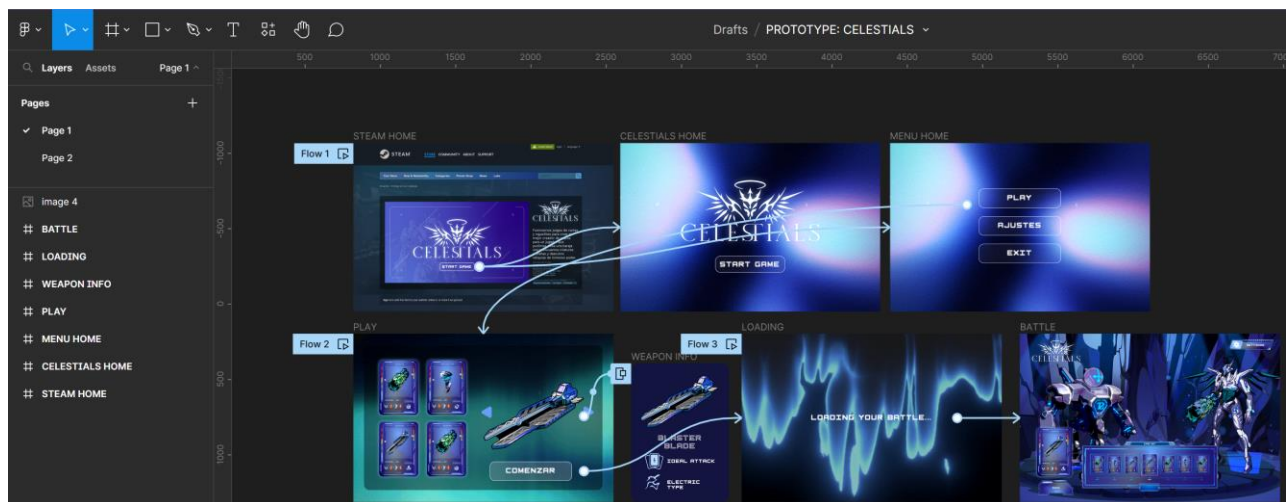 Drafts / PROTOTYPE: CELESTIALS
Layers Assets Page 1
500 1000 1500 2000 2500 3000 3500 4000 4500 5000 5500 6000 6500
Pages
Page 1
Page 2
image 4
BATTLE
LOADING
WEAPON INFO
PLAY
MENU HOME
CELESTIALS HOME
STEAM HOME
-1000
-500
0
500
1000
STEAM HOME
Flow 1
STEAM
STORE COMMUNITY ABOUT SUPPORT
CELESTIALS
CELESTIALS
START GAME
CELESTIALS HOME
CELESTIALS
START GAME
MENU HOME
PLAY
AJUSTES
EXIT
PLAY
Flow 2
COMENZAR
WEAPON INFO
BLASTER
BLADE
IDEAL ATTACK
ELECTRIC
TYPE
LOADING
Flow 3
LOADING YOUR BATTLE...
BATTLE
CELESTIALS